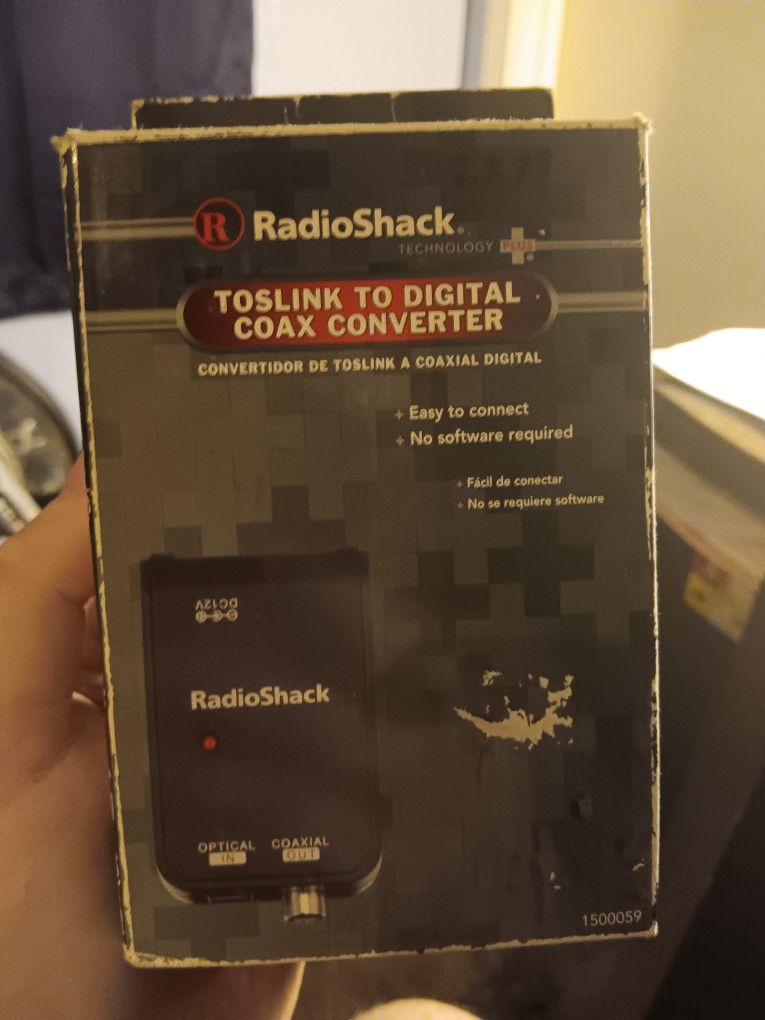 R RadioShack®
TECHNOLOGY PLUS
TOSLINK TO DIGITAL
COAX CONVERTER
CONVERTIDOR DE TOSLINK A COAXIAL DIGITAL
+ Easy to connect
+ No software required
+ Fácil de conectar
+ No se requiere software
DC12V
RadioShack
OPTICAL COAXIAL
IN OUT
1500059